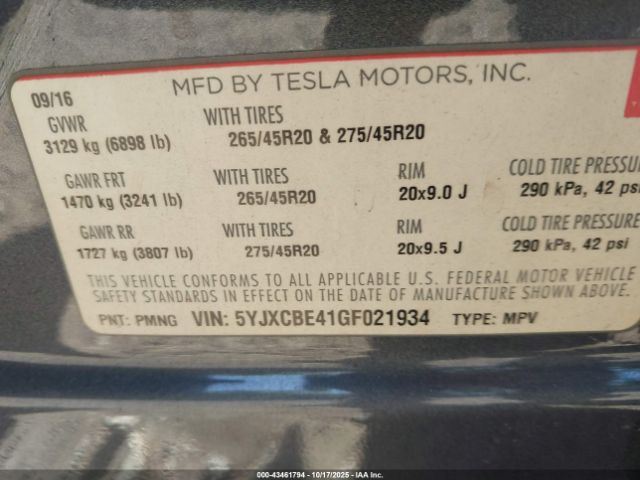 MFD BY TESLA MOTORS, INC.
09/16
GVWR WITH TIRES
3129 kg (6898 lb) 265/45R20 & 275/45R20
GAWR FRT WITH TIRES RIM COLD TIRE PRESSURE
1470 kg (3241 lb) 265/45R20 20x9.0 J 290 kPa, 42 psi
GAWR RR WITH TIRES RIM COLD TIRE PRESSURE
1727 kg (3807 lb) 275/45R20 20x9.5 J 290 kPa, 42 psi
THIS VEHICLE CONFORMS TO ALL APPLICABLE U.S. FEDERAL MOTOR VEHICLE
SAFETY STANDARDS IN EFFECT ON THE DATE OF MANUFACTURE SHOWN ABOVE.
PNT: PMNG VIN: 5YJXCBE41GF021934 TYPE: MPV
000-43461794 - 10/17/2025 - IAA Inc.